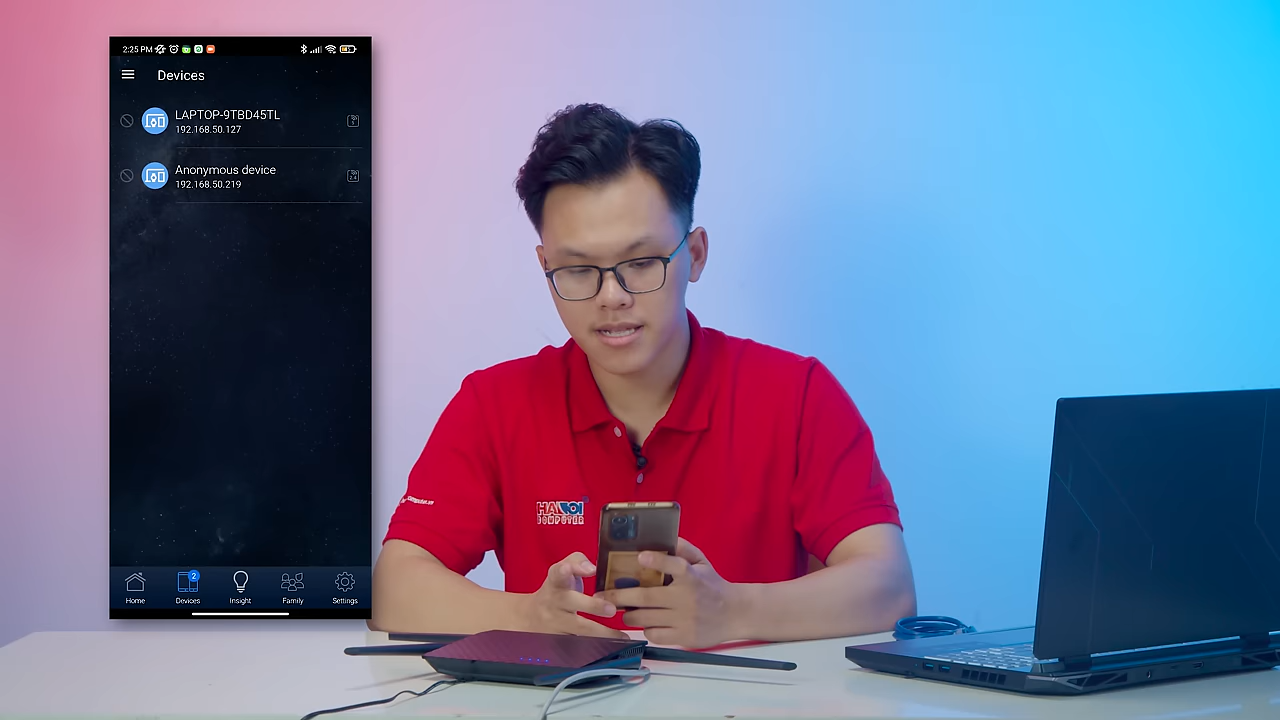 2:25 PM
Devices
LAPTOP-9TBD45TL
192.168.50.127
Anonymous device
192.168.50.219
2
Home
Devices
Insight
Family
Settings
HANOI
COMPUTER